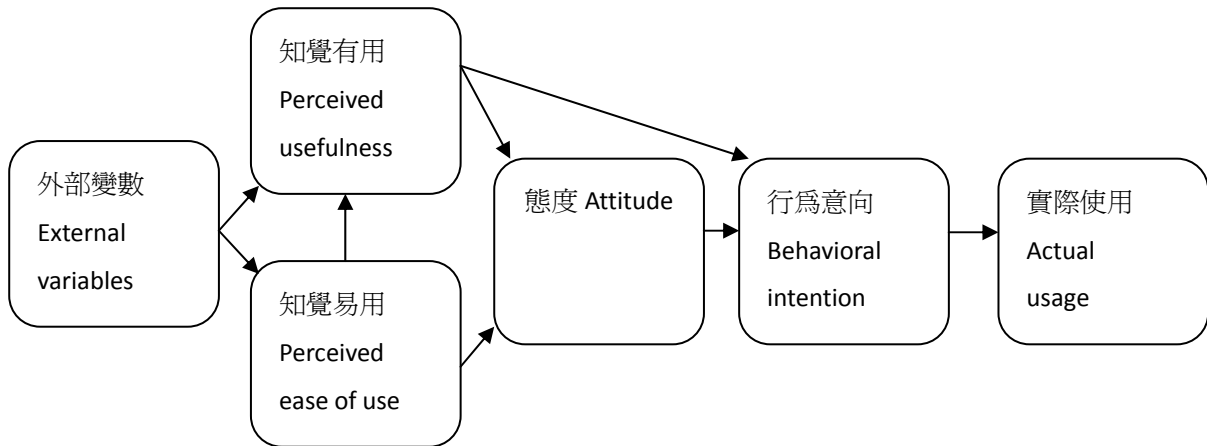 知覺有用
Perceived
usefulness
外部變數
External
variables
知覺易用
Perceived
ease of use
態度 Attitude
行爲意向
Behavioral
intention
實際使用
Actual
usage